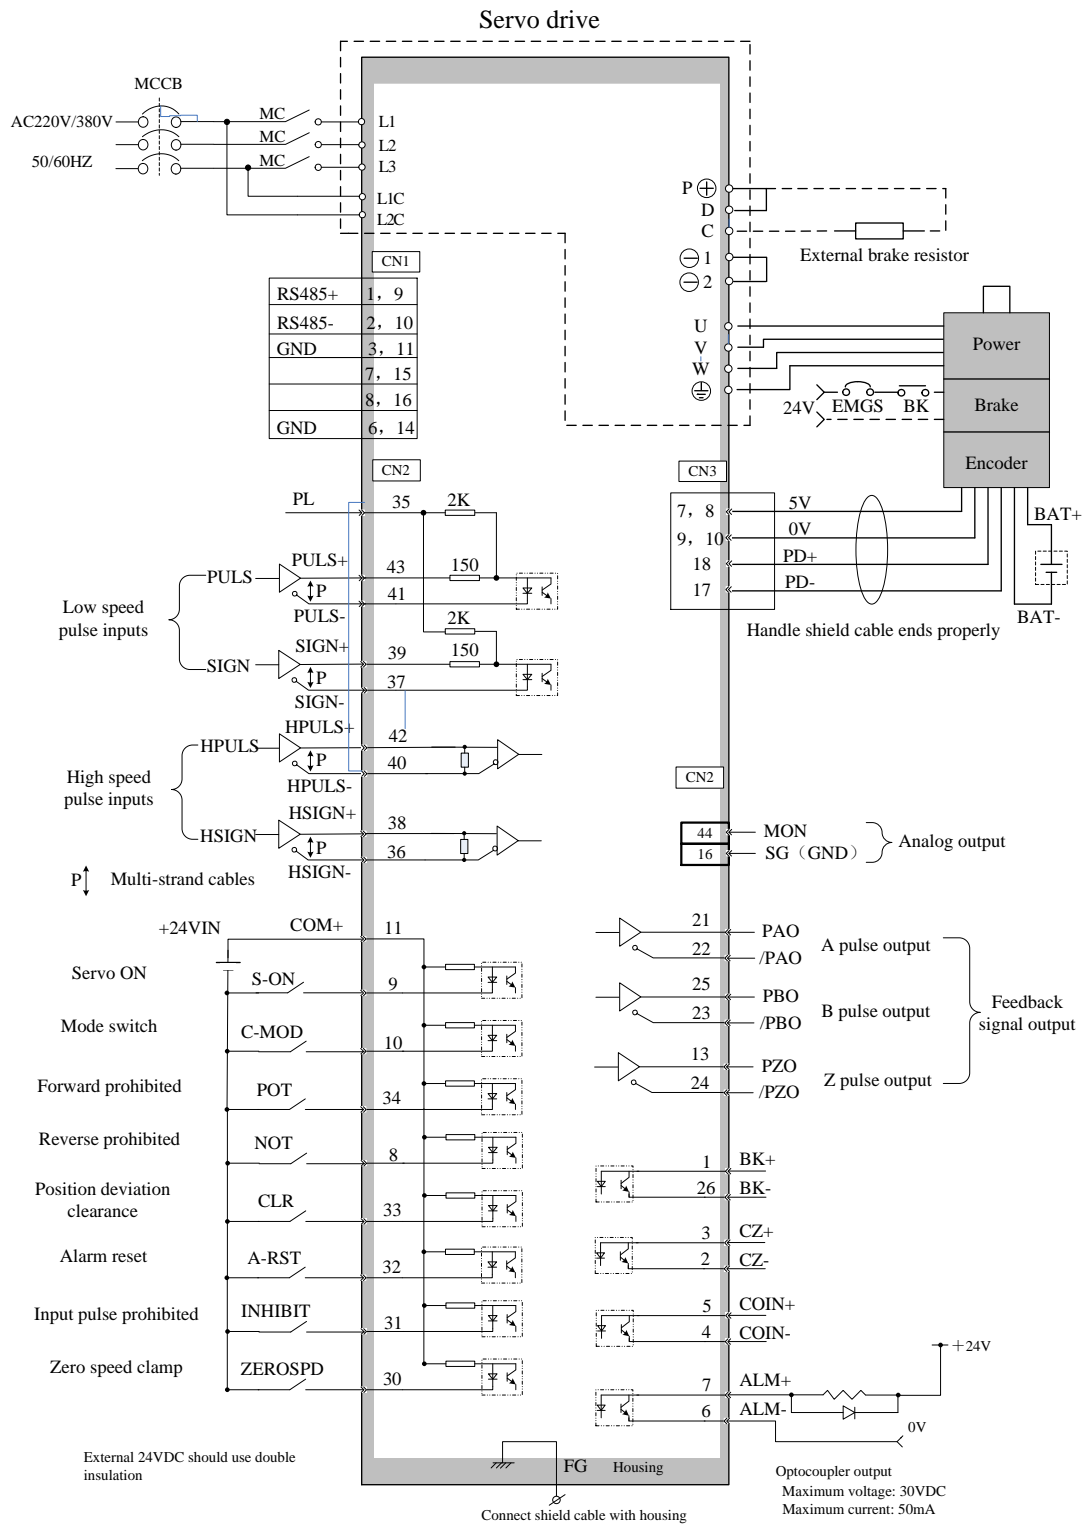 Servo drive
MCCB
AC220V/380V
50/60HZ
MC
MC
MC
L1
L2
L3
L1C
L2C
P
D
C
1
2
External brake resistor
U
V
W
Power
24V
EMGS
BK
Brake
Encoder
CN1
RS485+ 1, 9
RS485- 2, 10
GND 3, 11
7, 15
8, 16
GND 6, 14
CN2
PL 35 2K
PULS
PULS+ 43 150
P
41
PULS-
2K
Low speed
pulse inputs
SIGN
SIGN+ 39 150
P
37
SIGN-
HPULS
HPULS+ 42
P
40
HPULS-
High speed
pulse inputs
HSIGN
HSIGN+ 38
P
36
HSIGN-
P Multi-strand cables
CN3
7, 8 5V
9, 10 0V
18 PD+
17 PD-
BAT+
BAT-
Handle shield cable ends properly
CN2
44 MON
16 SG（GND）
Analog output
+24VIN COM+ 11
Servo ON S-ON 9
Mode switch C-MOD 10
Forward prohibited POT 34
Reverse prohibited NOT 8
Position deviation
clearance
CLR 33
Alarm reset A-RST 32
Input pulse prohibited INHIBIT 31
Zero speed clamp ZEROSPD 30
21 PAO
22 /PAO
A pulse output
25 PBO
23 /PBO
B pulse output
13 PZO
24 /PZO
Z pulse output
Feedback
signal output
1 BK+
26 BK-
3 CZ+
2 CZ-
5 COIN+
4 COIN-
7 ALM+
6 ALM-
+24V
0V
External 24VDC should use double
insulation
FG Housing
Connect shield cable with housing
Optocoupler output
Maximum voltage: 30VDC
Maximum current: 50mA